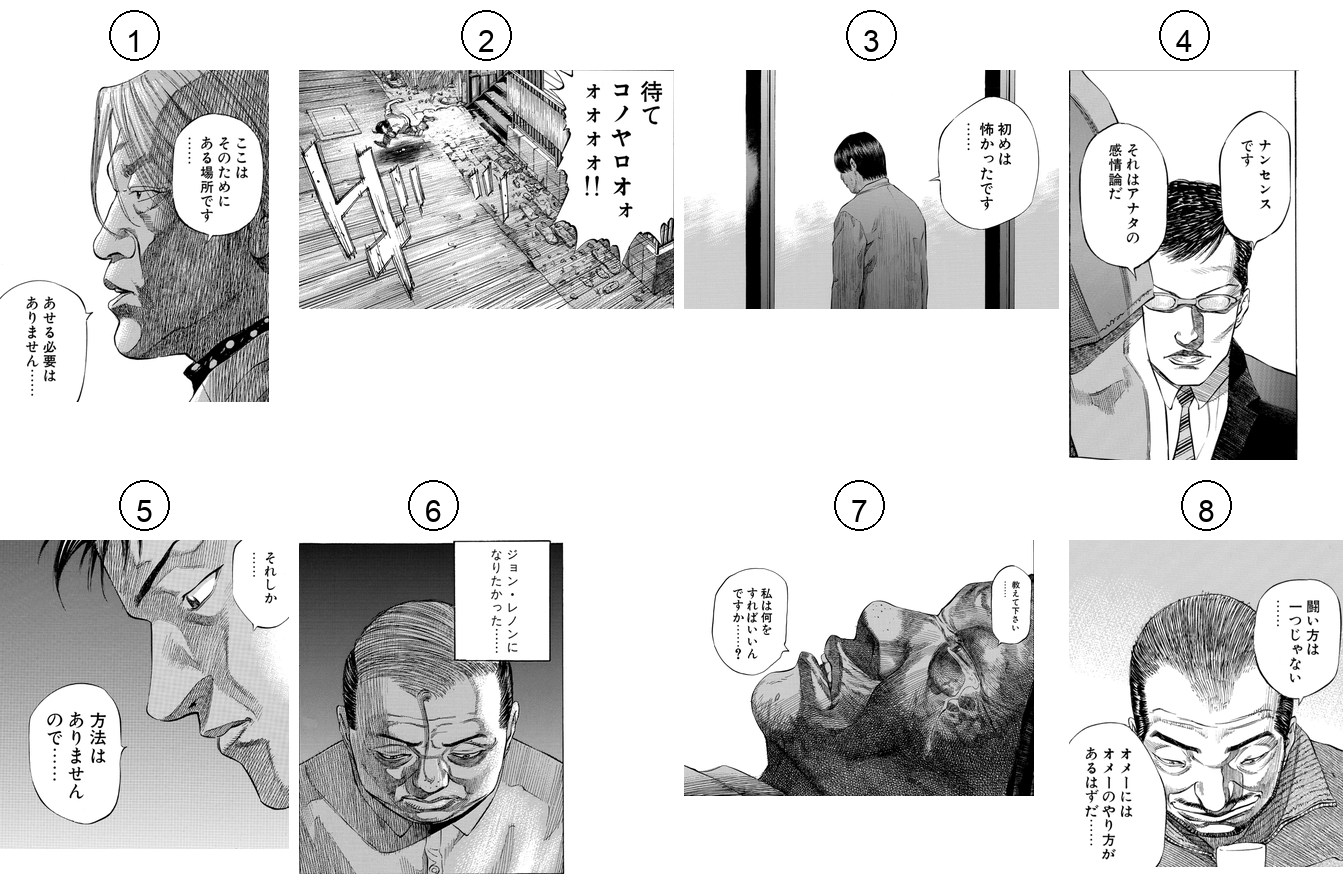 1
ここは
そのために
ある場所です
……
あせる必要は
ありません……
2
待て
コノヤロオォ
ォオオォォ!!
ドドドド
3
初めは
怖かったです
……
4
ナンセンス
です
それはアナタの
感情論だ
5
それしか
……
方法は
ありません
ので……
6
ジョン・レノンに
なりたかった……
7
教えて下さい
……
私は何を
すればいいん
ですか……?
8
闘い方は
一つじゃない
……
オメーには
オメーのやり方が
あるはずだ……